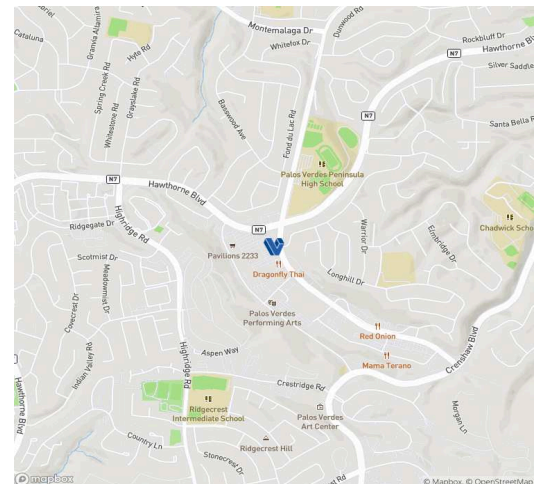 Montemalaga Dr
Dunwood Rd
Rockbluff Dr
Hawthorne Blvd
N7
Silver Saddle
Whitefox Dr
Cataluna
Granvia Altamira
Hyte Rd
Spring Creek Rd
Grayslake Rd
Whitestone Rd
Basswood Ave
Fond du Lac Rd
Santa Bella R
Palos Verdes Peninsula
High School
N7
Hawthorne Blvd
Highridge Rd
Chadwick Scho
N7
Warrior Dr
Embridge Dr
Ridgegate Dr
Pavilions 2233
Scotmist Dr
Dragonfly Thai
Longhill Dr
Meadowmist Dr
Covecrest Dr
Palos Verdes
Performing Arts
Red Onion
Crenshaw Blvd
Indian Valley Rd
Highridge Rd
Aspen Way
Mama Terano
Crestridge Rd
Hawthorne Blvd
Ridgecrest
Intermediate School
Palos Verdes
Art Center
Morgan Ln
Country Ln
Ridgecrest Hill
Stonecrest Dr
l Rd
mapbox
© Mapbox, © OpenStreetMap